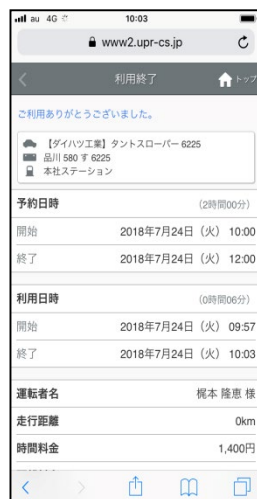 au 4G 10:03
www2.upr-cs.jp
利用終了 トップ
ご利用ありがとうございました。
【ダイハツ工業】タントスローパー 6225
品川 580 す 6225
本社ステーション
予約日時 (2時間00分)
開始 2018年7月24日（火） 10:00
終了 2018年7月24日（火） 12:00
利用日時 (0時間06分)
開始 2018年7月24日（火） 09:57
終了 2018年7月24日（火） 10:03
運転者名 梶本 隆恵 様
走行距離 0km
時間料金 1,400円